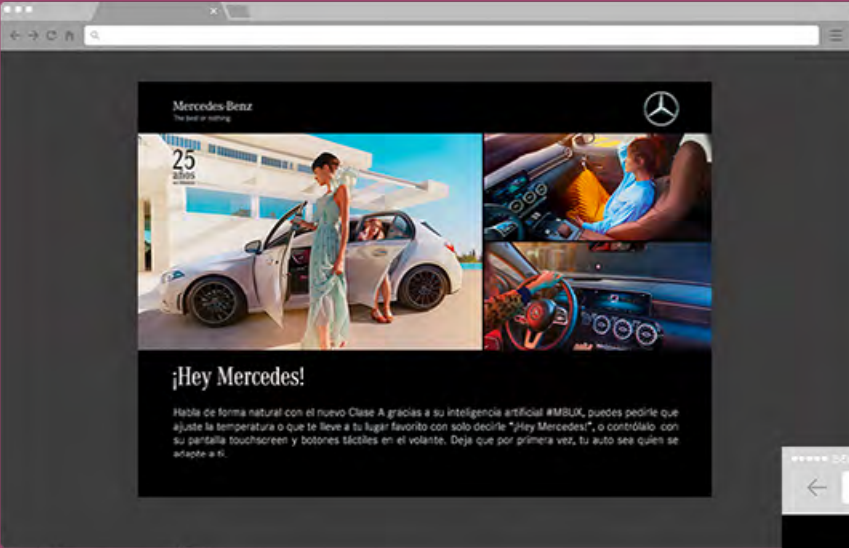 Mercedes-Benz
The best or nothing.
25
años
¡Hey Mercedes!
Habla de forma natural con el nuevo Clase A gracias a su inteligencia artificial #MBUX, puedes pedirle que
ajuste la temperatura o que te lleve a tu lugar favorito con solo decirle "¡Hey Mercedes!", o contrólalo con
su pantalla touchscreen y botones táctiles en el volante. Deja que por primera vez, tu auto sea quien se
adapte a ti.